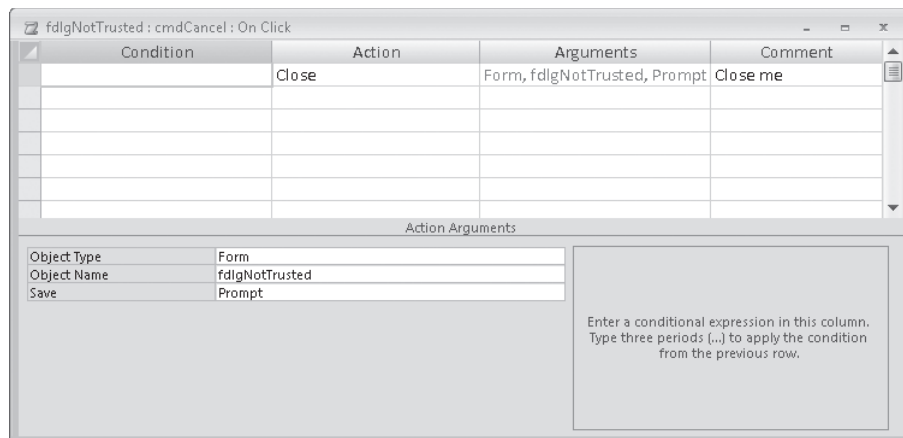 fdlgNotTrusted : cmdCancel : On Click
Condition Action Arguments Comment
Close Form, fdlgNotTrusted, Prompt Close me
Action Arguments
Object Type Form
Object Name fdlgNotTrusted
Save Prompt
Enter a conditional expression in this column.
Type three periods (...) to apply the condition
from the previous row.